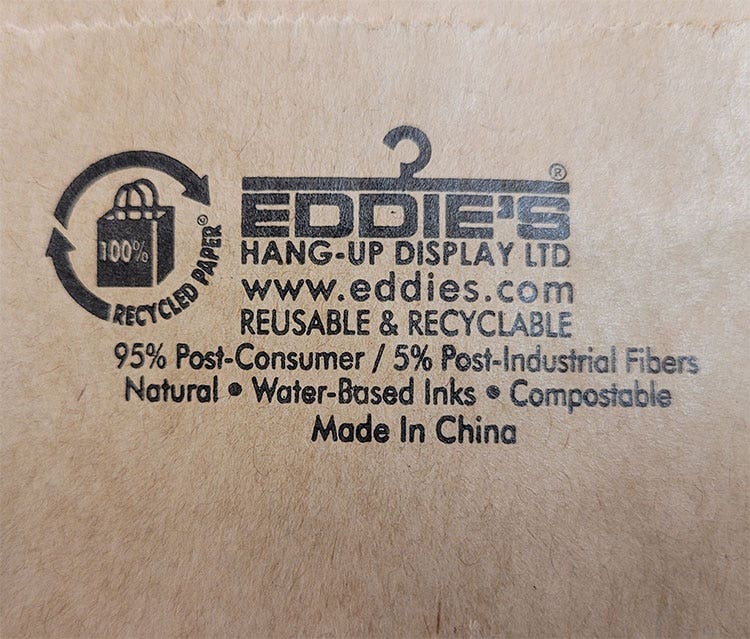 100%
RECYCLED PAPER©
EDDIE'S®
HANG-UP DISPLAY LTD
www.eddies.com
REUSABLE & RECYCLABLE
95% Post-Consumer / 5% Post-Industrial Fibers
Natural • Water-Based Inks • Compostable
Made In China